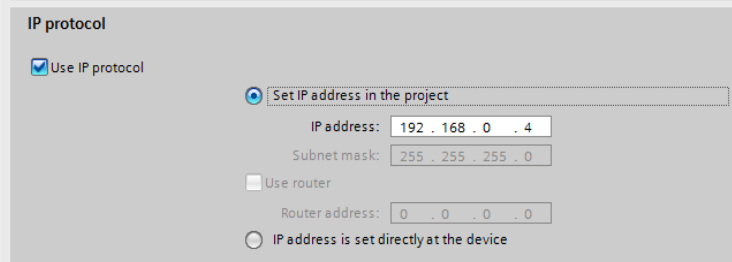 IP protocol
Use IP protocol
Set IP address in the project
IP address: 192 . 168 . 0 . 4
Subnet mask: 255 . 255 . 255 . 0
Use router
Router address: 0 . 0 . 0 . 0
IP address is set directly at the device